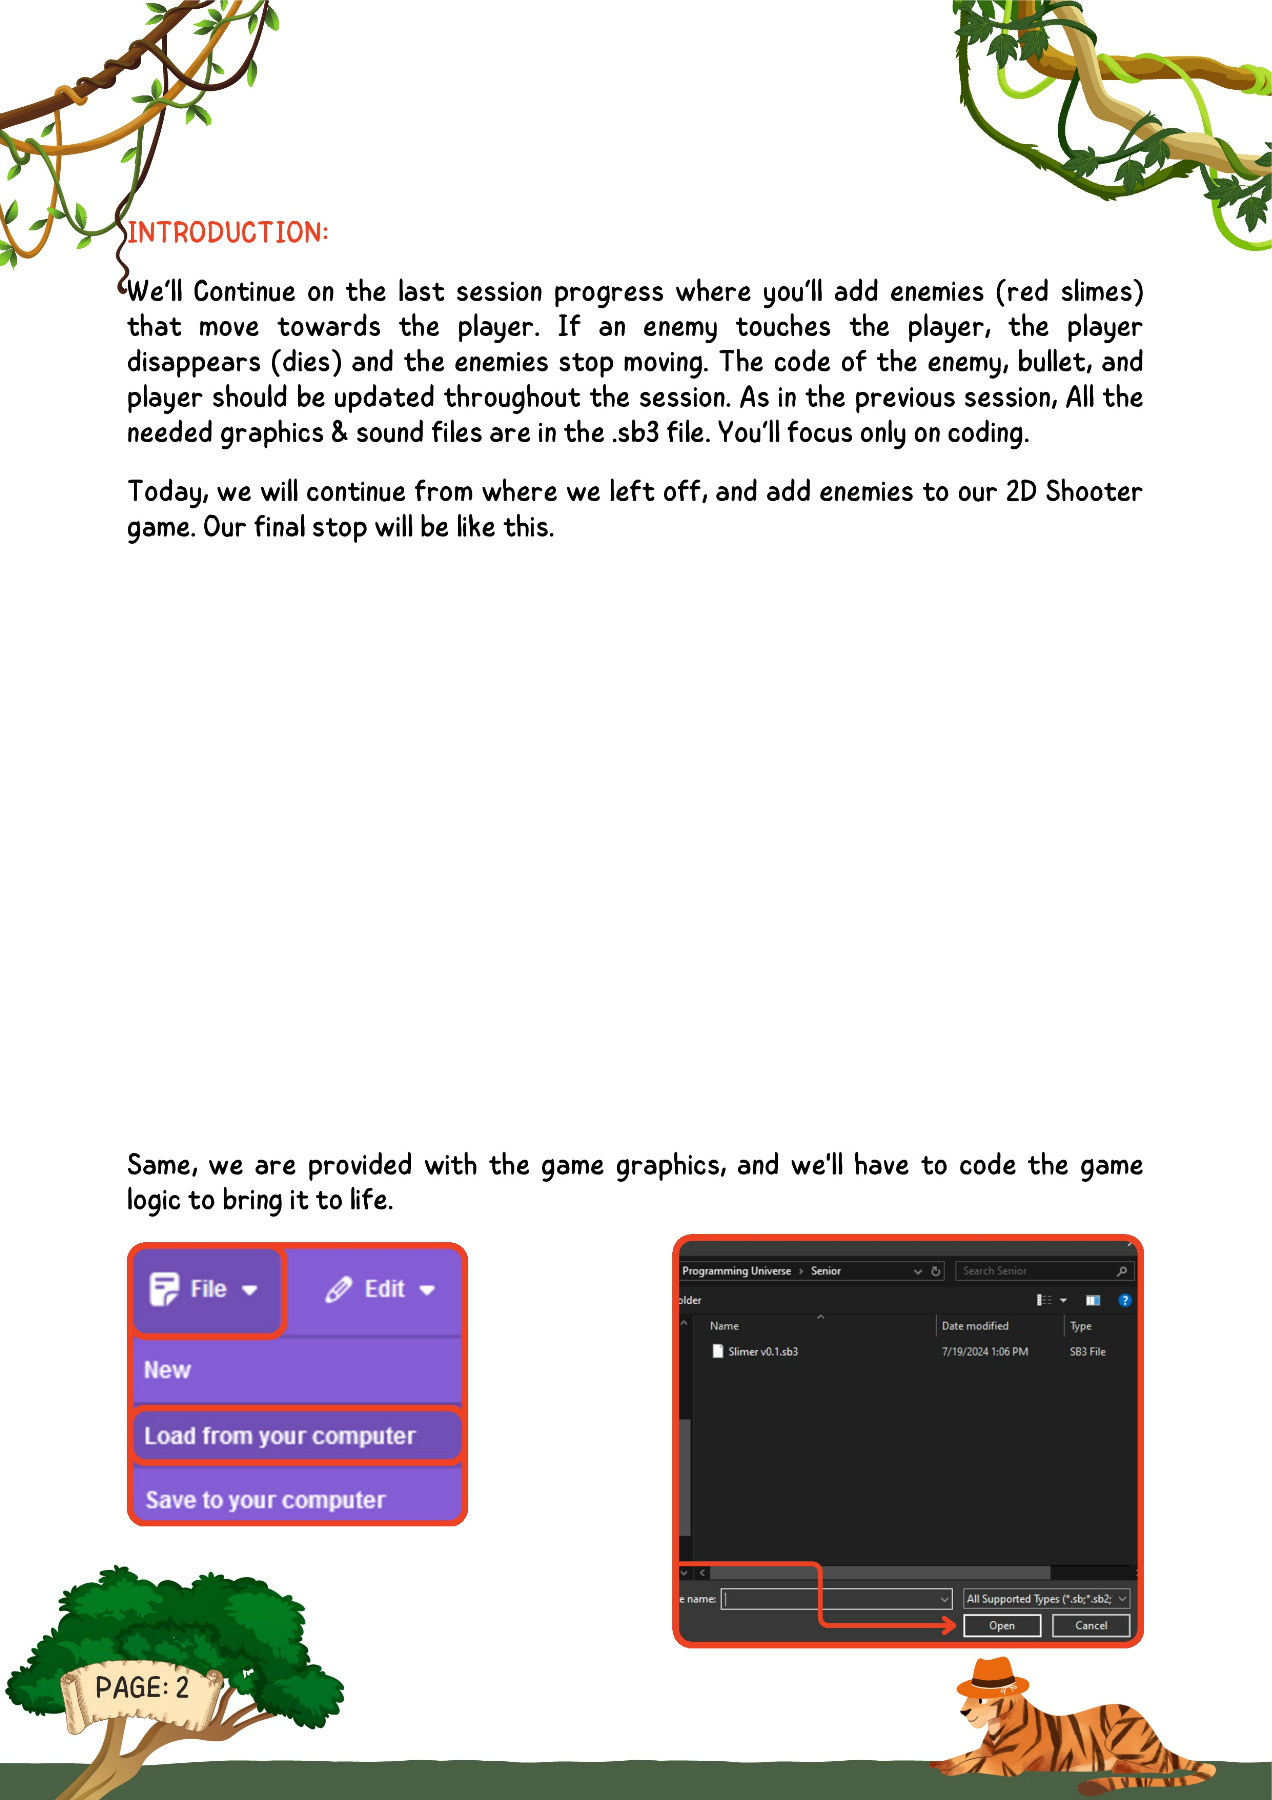 INTRODUCTION:
We'll Continue on the last session progress where you'll add enemies (red slimes)
that move towards the player. If an enemy touches the player, the player
disappears (dies) and the enemies stop moving. The code of the enemy, bullet, and
player should be updated throughout the session. As in the previous session, All the
needed graphics & sound files are in the .sb3 file. You'll focus only on coding.
Today, we will continue from where we left off, and add enemies to our 2D Shooter
game. Our final stop will be like this.
Same, we are provided with the game graphics, and we'll have to code the game
logic to bring it to life.
File Edit
New
Load from your computer
Save to your computer
Programming Universe > Senior Search Senior
older
Name Date modified Type
Slimer v0.1.sb3 7/19/2024 1:06 PM SB3 File
e name: All Supported Types (*.sb;*.sb2;
Open Cancel
PAGE: 2